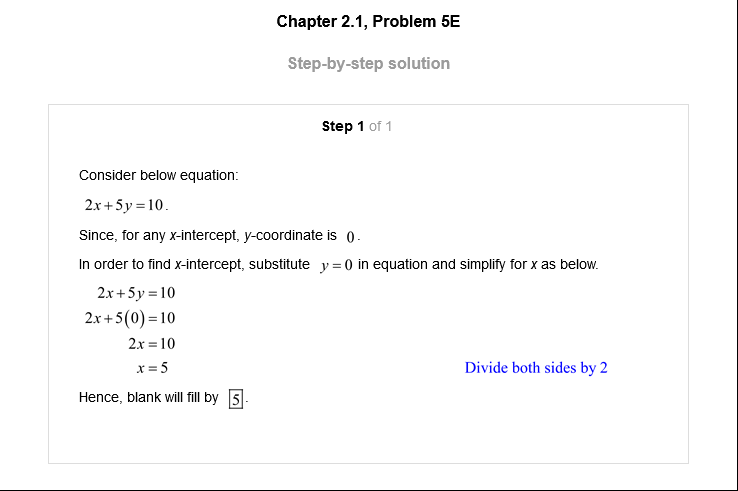 Chapter 2.1, Problem 5E
Step-by-step solution
Step 1 of 1
Consider below equation:
2x+5y=10.
Since, for any x-intercept, y-coordinate is 0.
In order to find x-intercept, substitute y=0 in equation and simplify for x as below.
2x+5y=10
2x+5(0)=10
2x=10
x=5 Divide both sides by 2
Hence, blank will fill by 5.